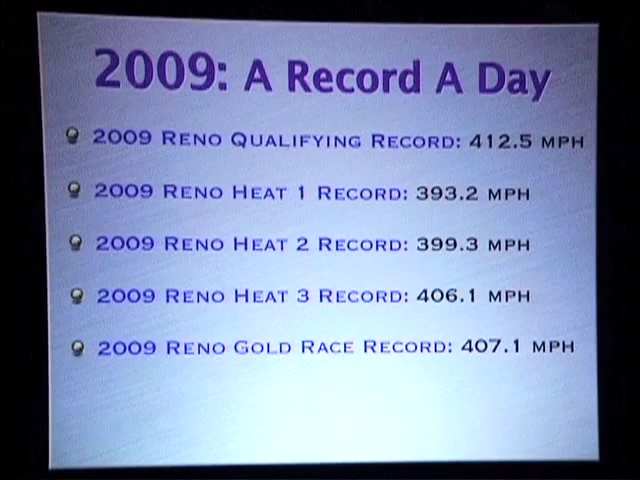 2009: A Record A Day
2009 Reno Qualifying Record: 412.5 mph
2009 Reno Heat 1 Record: 393.2 mph
2009 Reno Heat 2 Record: 399.3 mph
2009 Reno Heat 3 Record: 406.1 mph
2009 Reno Gold Race Record: 407.1 mph